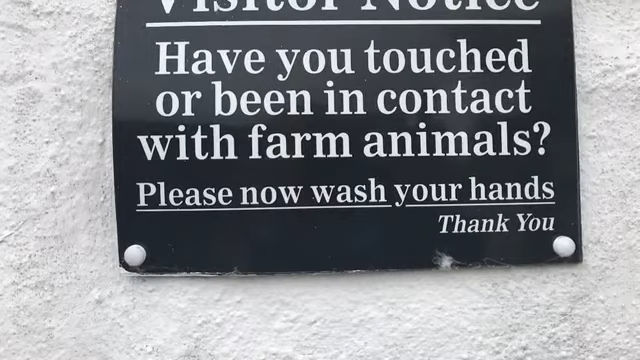 Visitor Notice
Have you touched
or been in contact
with farm animals?
Please now wash your hands
Thank You